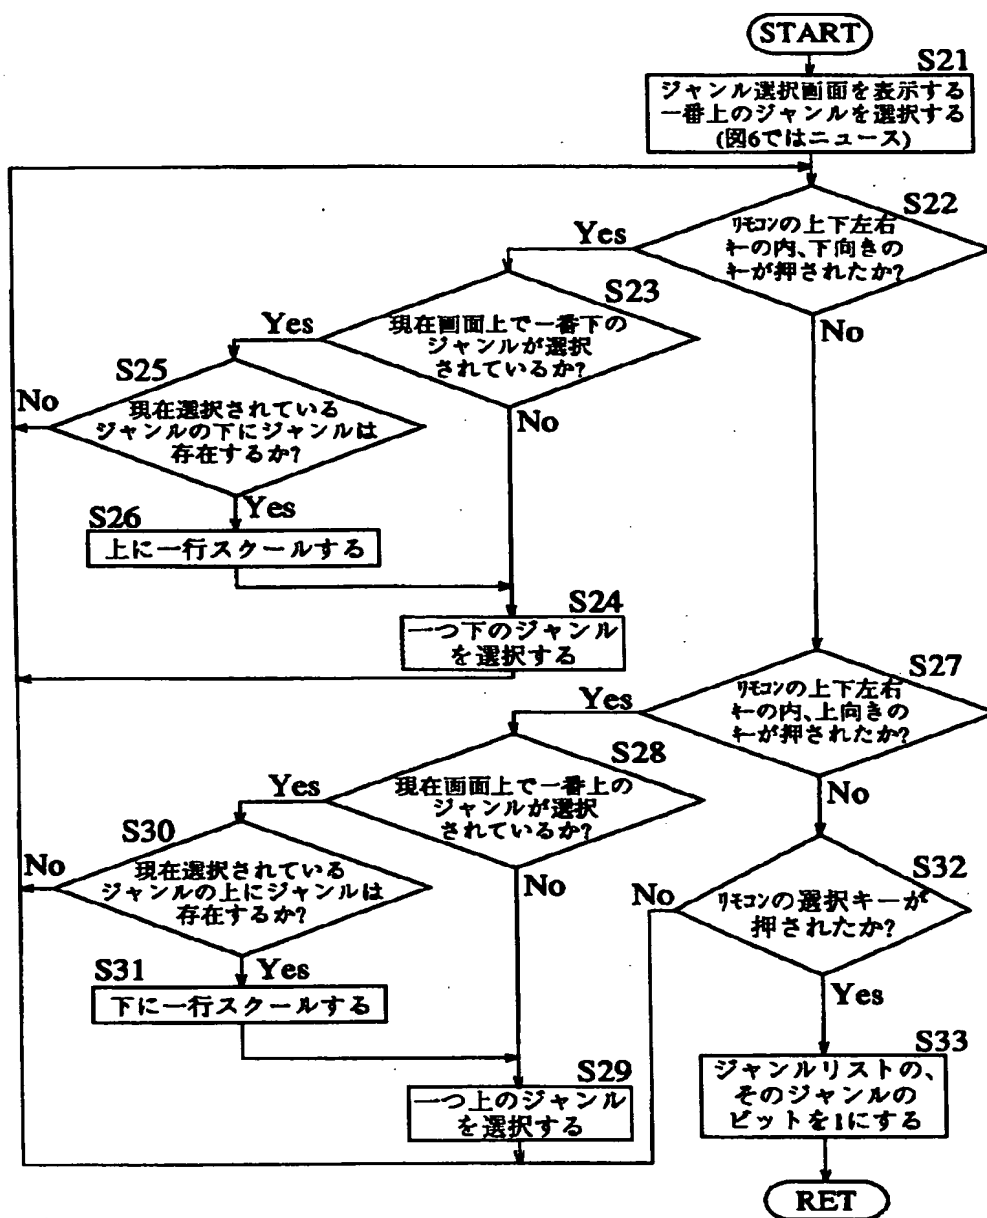 START
S21
ジャンル選択画面を表示する
一番上のジャンルを選択する
(図6ではニュース)
S22
リモコンの上下左右
キーの内、下向きの
キーが押されたか?
Yes
No
S23
現在画面上で一番下の
ジャンルが選択
されているか?
Yes
No
S25
現在選択されている
ジャンルの下にジャンルは
存在するか?
No
Yes
S26
上に一行スクールする
S24
一つ下のジャンル
を選択する
S27
リモコンの上下左右
キーの内、上向きの
キーが押されたか?
Yes
No
S28
現在画面上で一番上の
ジャンルが選択
されているか?
Yes
No
S30
現在選択されている
ジャンルの上にジャンルは
存在するか?
No
Yes
S31
下に一行スクールする
S29
一つ上のジャンル
を選択する
S32
リモコンの選択キーが
押されたか?
No
Yes
S33
ジャンルリストの、
そのジャンルの
ビットを1にする
RET